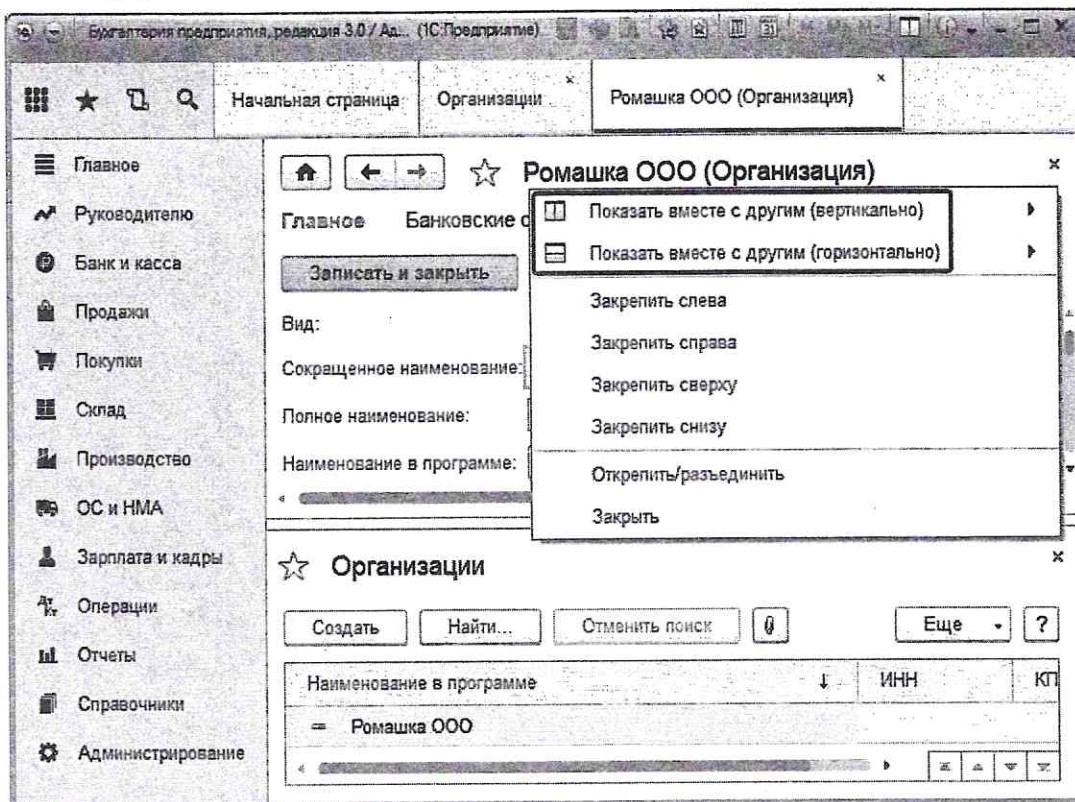 Бухгалтерия предприятия, редакция 3.0 / Ад... (1С:Предприятие)
31 M M+ M-
Начальная страница
Организации
Ромашка ООО (Организация)
Главное
Руководителю
Банк и касса
Продажи
Покупки
Склад
Производство
ОС и НМА
Зарплата и кадры
Операции
Отчеты
Справочники
Администрирование
Ромашка ООО (Организация)
Главное Банковские с
Записать и закрыть
Вид:
Сокращенное наименование:
Полное наименование:
Наименование в программе:
Показать вместе с другим (вертикально)
Показать вместе с другим (горизонтально)
Закрепить слева
Закрепить справа
Закрепить сверху
Закрепить снизу
Открепить/разъединить
Закрыть
Организации
Создать Найти... Отменить поиск Еще ?
Наименование в программе ИНН КП
Ромашка ООО